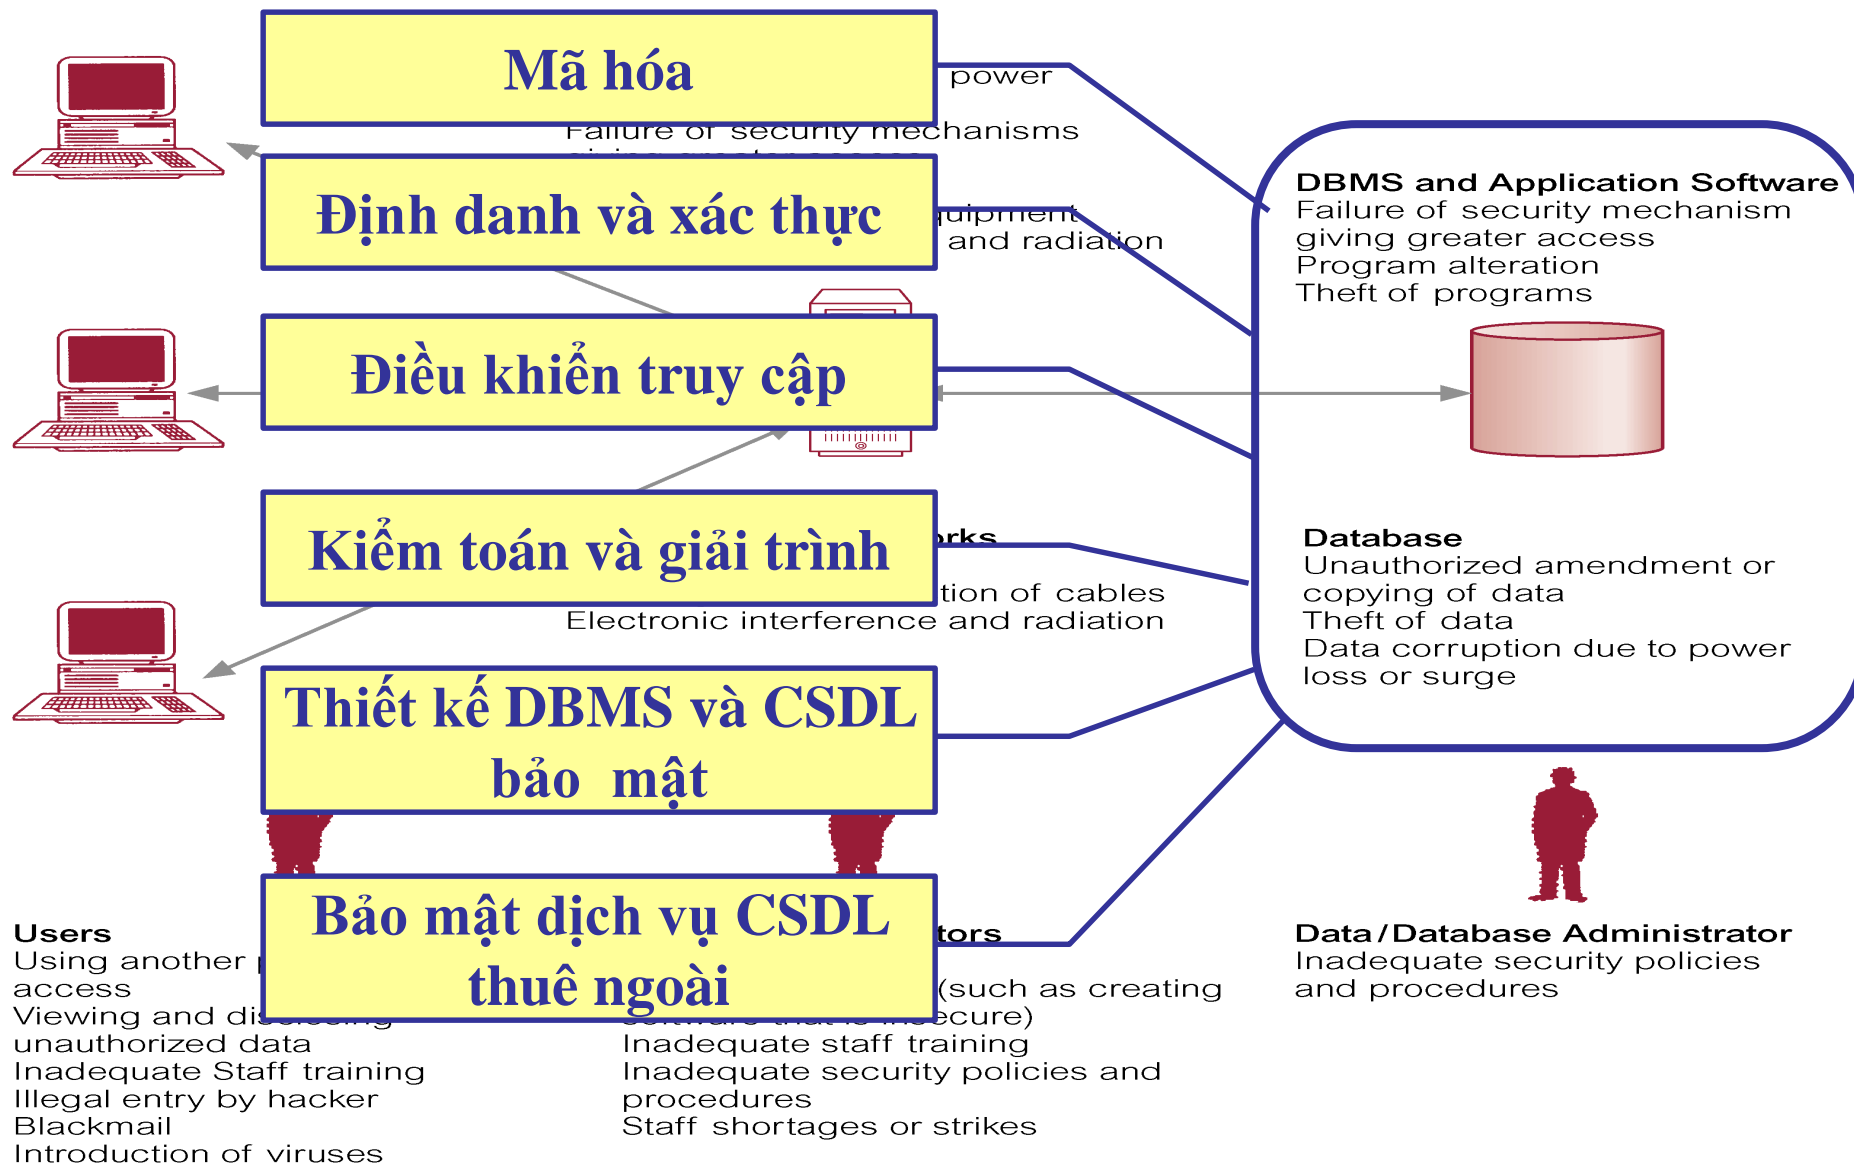 Mã hóa
power
Failure of security mechanisms
Định danh và xác thực
and radiation
Điều khiển truy cập
Kiểm toán và giải trình
of cables
Electronic interference and radiation
Thiết kế DBMS và CSDL
bảo mật
Bảo mật dịch vụ CSDL
thuê ngoài
DBMS and Application Software
Failure of security mechanism
giving greater access
Program alteration
Theft of programs
Database
Unauthorized amendment or
copying of data
Theft of data
Data corruption due to power
loss or surge
Users
Using another
access
Viewing and disclosing
unauthorized data
Inadequate Staff training
Illegal entry by hacker
Blackmail
Introduction of viruses
(such as creating
software that is insecure)
Inadequate staff training
Inadequate security policies and
procedures
Staff shortages or strikes
Data/Database Administrator
Inadequate security policies
and procedures